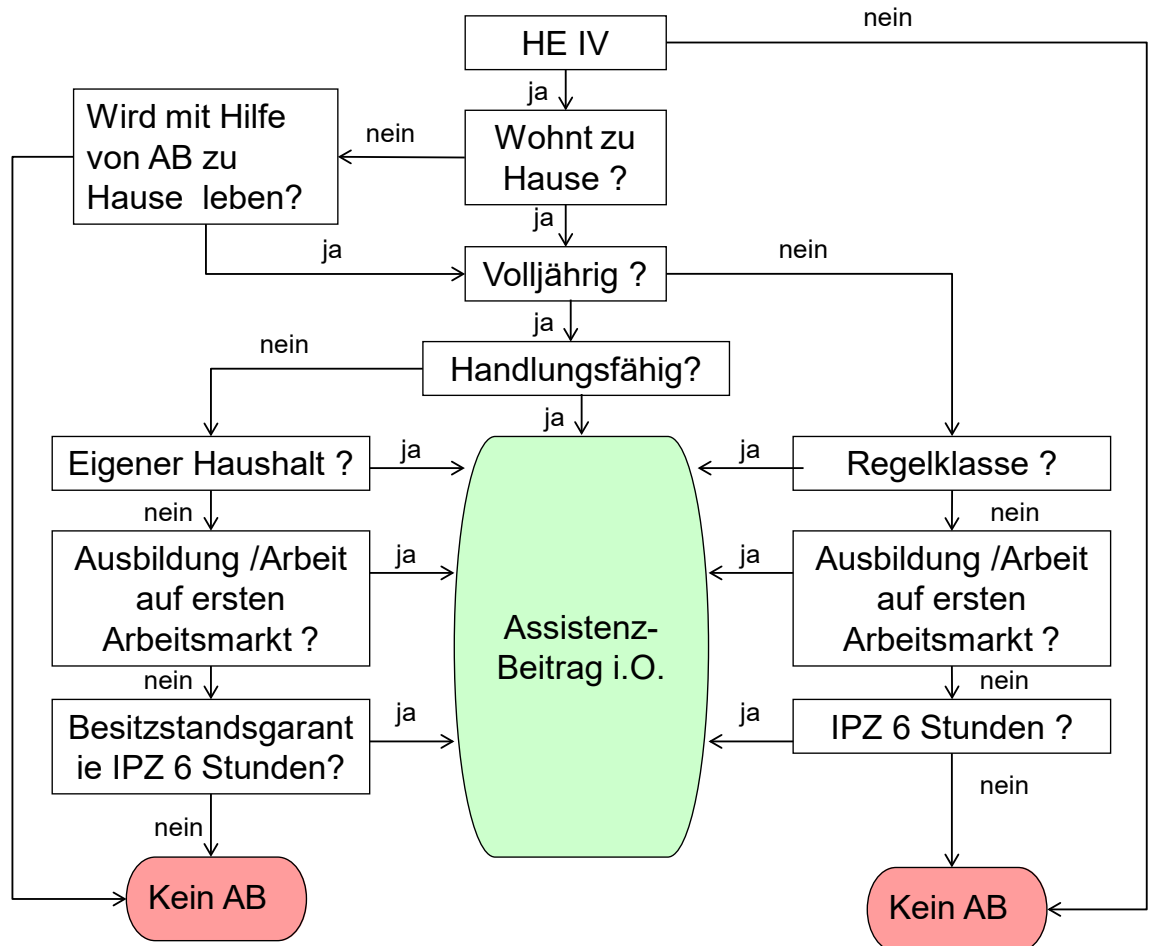 nein
HE IV
ja
Wird mit Hilfe
von AB zu
Hause leben?
nein
Wohnt zu
Hause ?
ja
ja
Volljährig ?
nein
ja
nein
Handlungsfähig?
ja
Eigener Haushalt ?
ja
ja
Regelklasse ?
nein
nein
Ausbildung /Arbeit
auf ersten
Arbeitsmarkt ?
ja
Assistenz-
Beitrag i.O.
ja
Ausbildung /Arbeit
auf ersten
Arbeitsmarkt ?
nein
nein
Besitzstandsgarant
ie IPZ 6 Stunden?
ja
ja
IPZ 6 Stunden ?
nein
nein
Kein AB
Kein AB